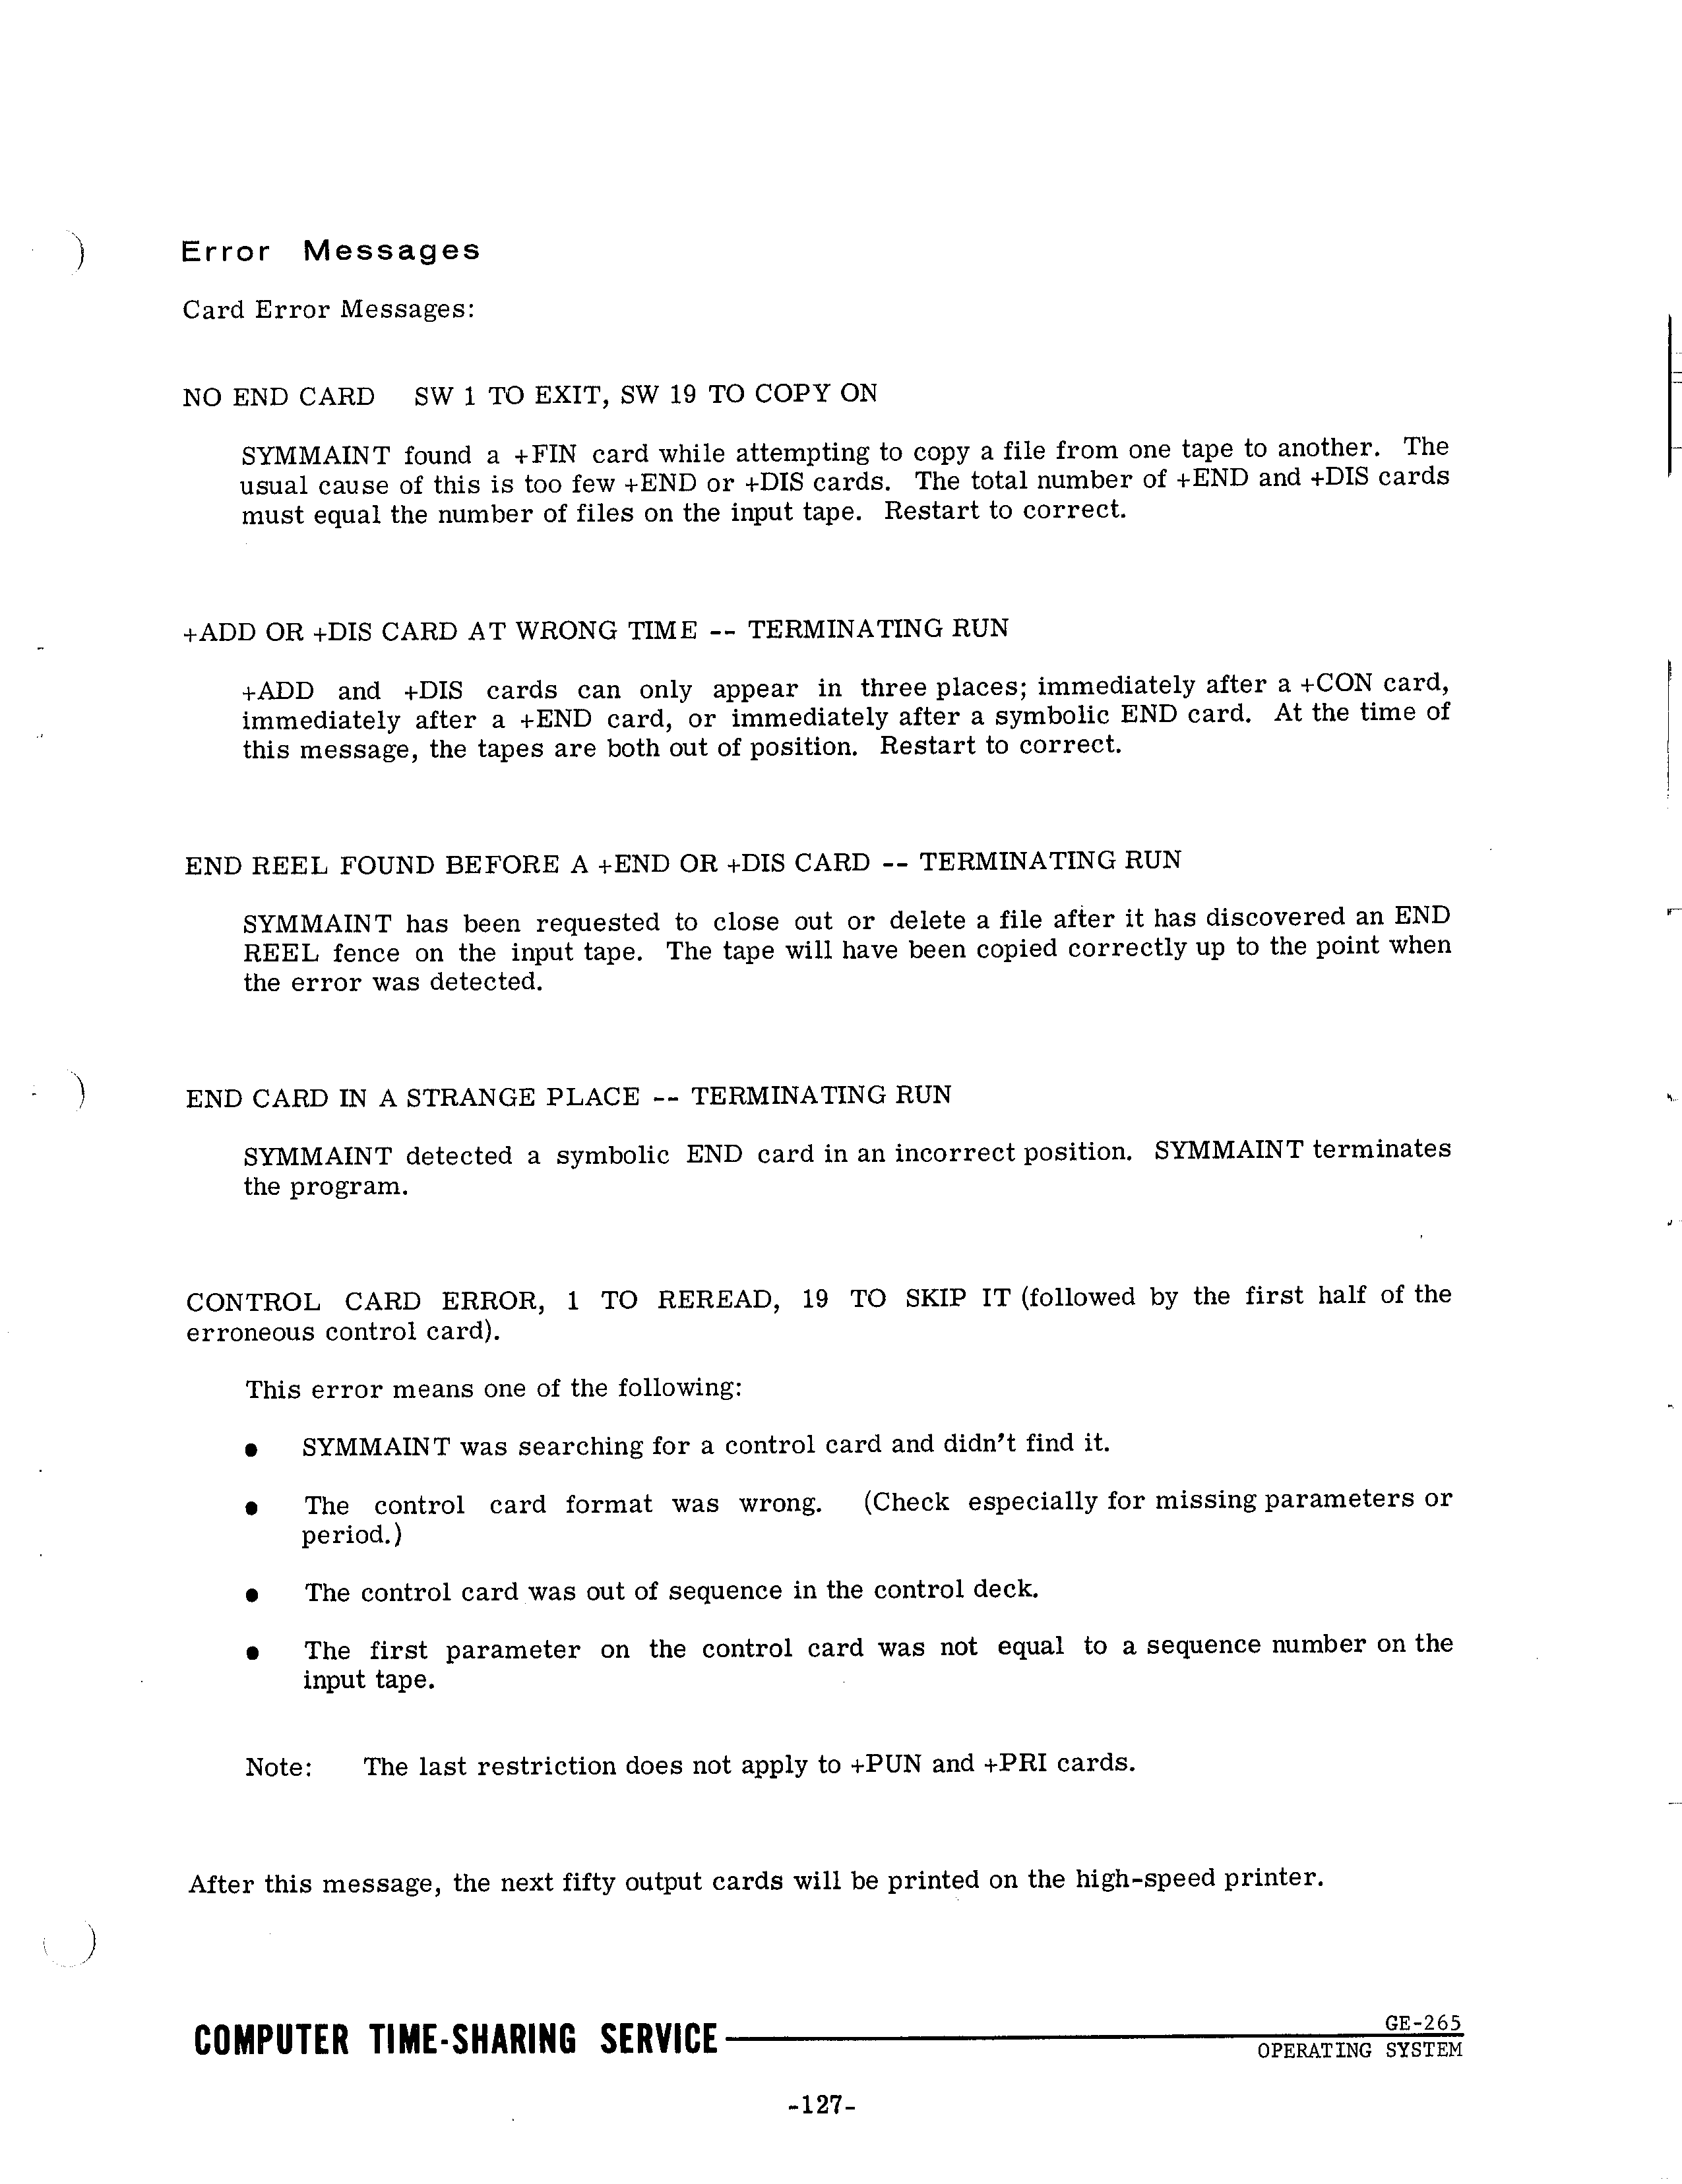 Error Messages
Card Error Messages:
NO END CARD SW 1 TO EXIT, SW 19 TO COPY ON
SYMMAINT found a +FIN card while attempting to copy a file from one tape to another. The
usual cause of this is too few +END or +DIS cards. The total number of +END and +DIS cards
must equal the number of files on the input tape. Restart to correct.
+ADD OR +DIS CARD AT WRONG TIME -- TERMINATING RUN
+ADD and +DIS cards can only appear in three places; immediately after a +CON card,
immediately after a +END card, or immediately after a symbolic END card. At the time of
this message, the tapes are both out of position. Restart to correct.
END REEL FOUND BEFORE A +END OR +DIS CARD -- TERMINATING RUN
SYMMAINT has been requested to close out or delete a file after it has discovered an END
REEL fence on the input tape. The tape will have been copied correctly up to the point when
the error was detected.
END CARD IN A STRANGE PLACE -- TERMINATING RUN
SYMMAINT detected a symbolic END card in an incorrect position. SYMMAINT terminates
the program.
CONTROL CARD ERROR, 1 TO REREAD, 19 TO SKIP IT (followed by the first half of the
erroneous control card).
This error means one of the following:
● SYMMAINT was searching for a control card and didn't find it.
● The control card format was wrong. (Check especially for missing parameters or
period.)
● The control card was out of sequence in the control deck.
● The first parameter on the control card was not equal to a sequence number on the
input tape.
Note: The last restriction does not apply to +PUN and +PRI cards.
After this message, the next fifty output cards will be printed on the high-speed printer.
COMPUTER TIME-SHARING SERVICE
GE-265
OPERATING SYSTEM
-127-